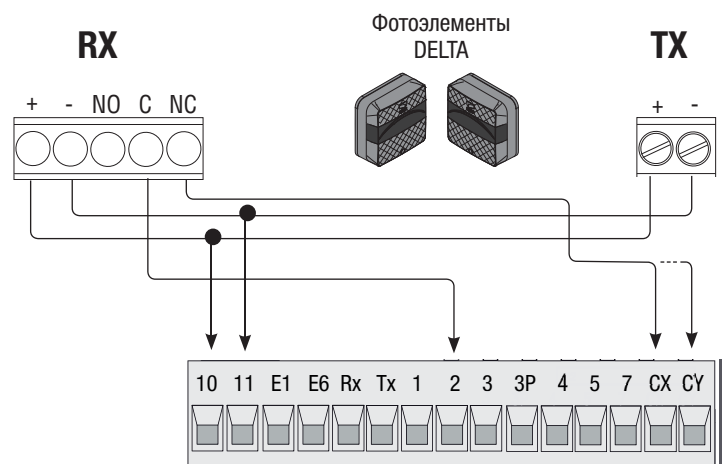 Фотоэлементы
DELTA
RX
TX
+ - NO C NC
+ -
10 11 E1 E6 Rx Tx 1 2 3 3P 4 5 7 CX CY